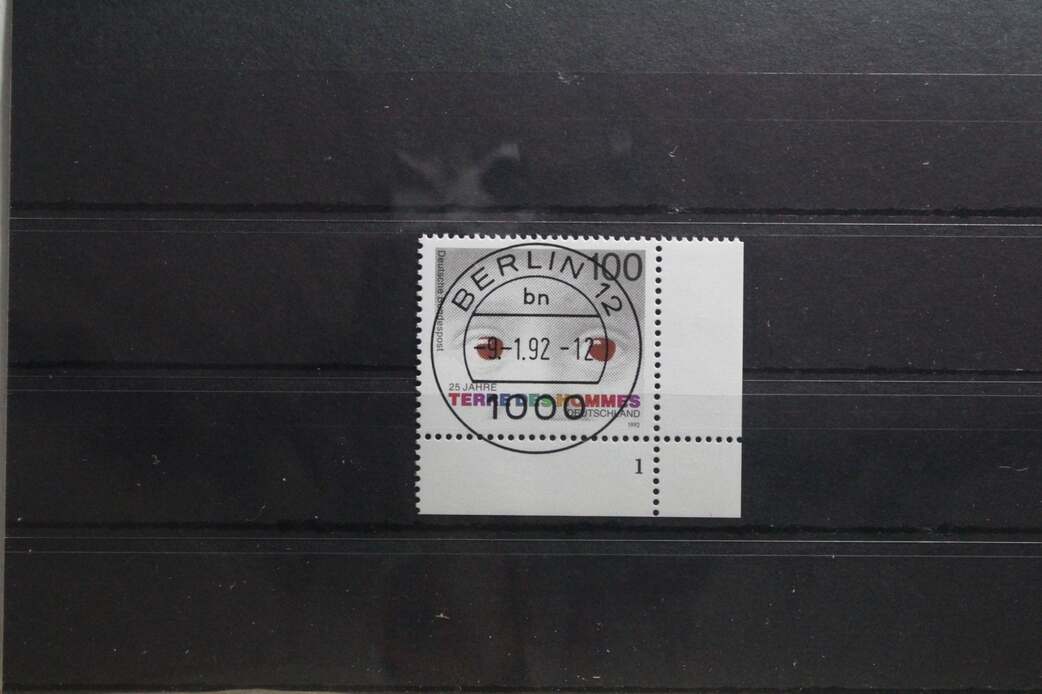 Deutsche Bundespost
100
BERLIN 12
bn
-9.-1.92 -12
1000
25 JAHRE
TERRE DES HOMMES
DEUTSCHLAND
1992
1